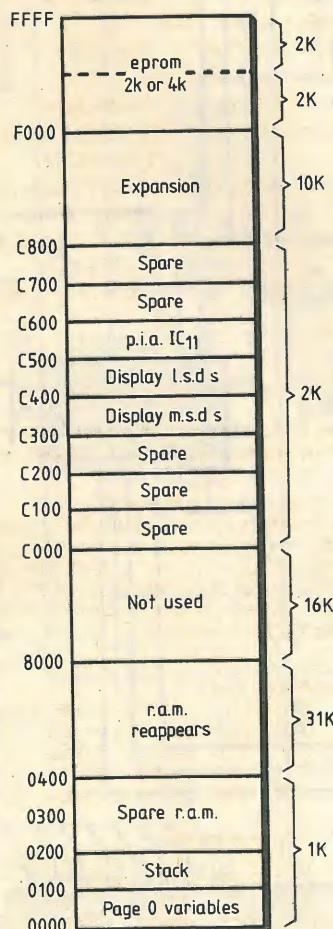 FFFF
2K
eprom
2k or 4k
2K
F000
Expansion
10K
C800
Spare
C700
Spare
C600
p.i.a. IC11
C500
Display l.s.d s
2K
C400
Display m.s.d s
C300
Spare
C200
Spare
C100
Spare
C000
Not used
16K
8000
r.a.m.
reappears
31K
0400
0300
Spare r.a.m.
0200
1K
Stack
0100
Page 0 variables
0000